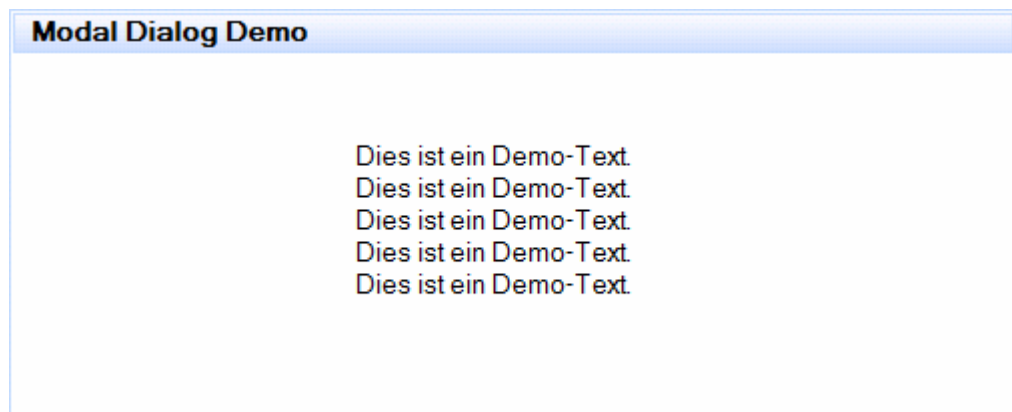 Modal Dialog Demo
Dies ist ein Demo-Text.
Dies ist ein Demo-Text.
Dies ist ein Demo-Text.
Dies ist ein Demo-Text.
Dies ist ein Demo-Text.